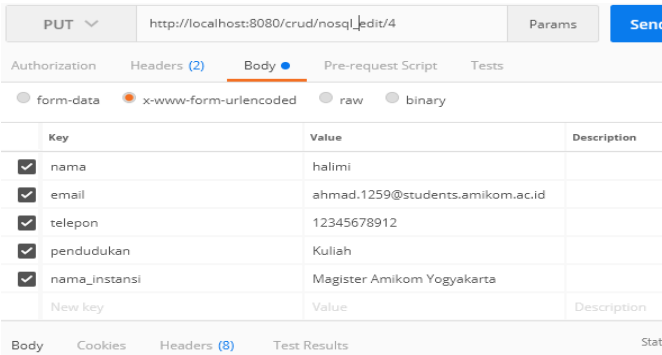 PUT http://localhost:8080/crud/nosql_edit/4 Params Send
Authorization Headers (2) Body Pre-request Script Tests
form-data x-www-form-urlencoded raw binary
Key Value Description
nama halimi
email ahmad.1259@students.amikom.ac.id
telepon 12345678912
pendudukan Kuliah
nama_instansi Magister Amikom Yogyakarta
New key Value Description
Body Cookies Headers (8) Test Results Stat